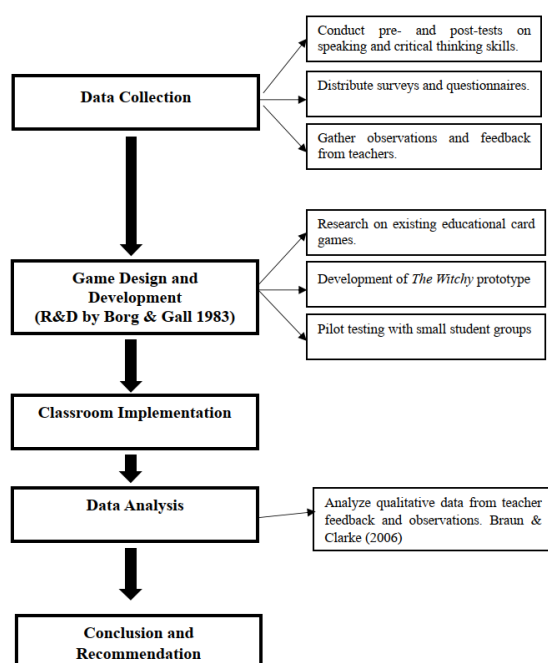 Conduct pre- and post-tests on
speaking and critical thinking skills.
Data Collection
Distribute surveys and questionnaires.
Gather observations and feedback
from teachers.
Research on existing educational card
games.
Game Design and
Development
(R&D by Borg & Gall 1983)
Development of The Witchy prototype
Pilot testing with small student groups
Classroom Implementation
Data Analysis
Analyze qualitative data from teacher
feedback and observations. Braun &
Clarke (2006)
Conclusion and
Recommendation